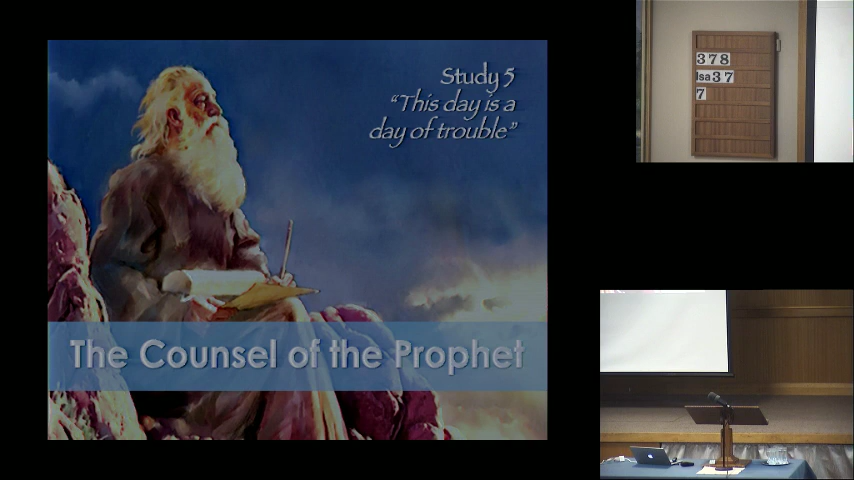 Study 5
“This day is a
day of trouble”
The Counsel of the Prophet
378
Isa 37
7